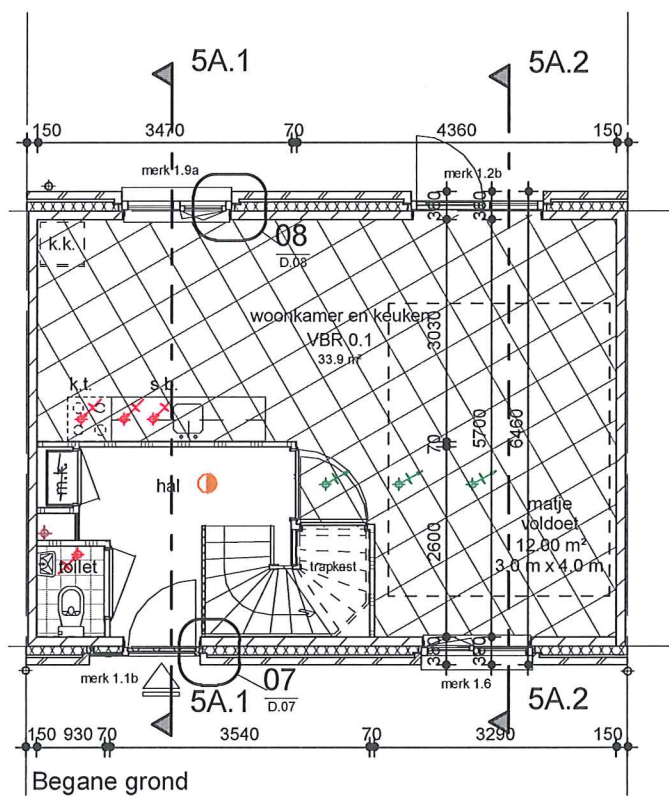 5A.1
5A.2
150 3470 70 4360 150
merk 1.9a
merk 1.2b
380 380
08
D.08
k.k.
woonkamer en keuken
VBR 0.1
33.9 m²
3030
k.t. s.b.
70 5700 6460
m.k.
hal
matje
voldoet
12.00 m²
3.0 m x 4.0 m
2600
toilet
trapkast
merk 1.1b
07
D.07
merk 1.6
5A.1
5A.2
150 930 70 3540 70 3290 150
Begane grond